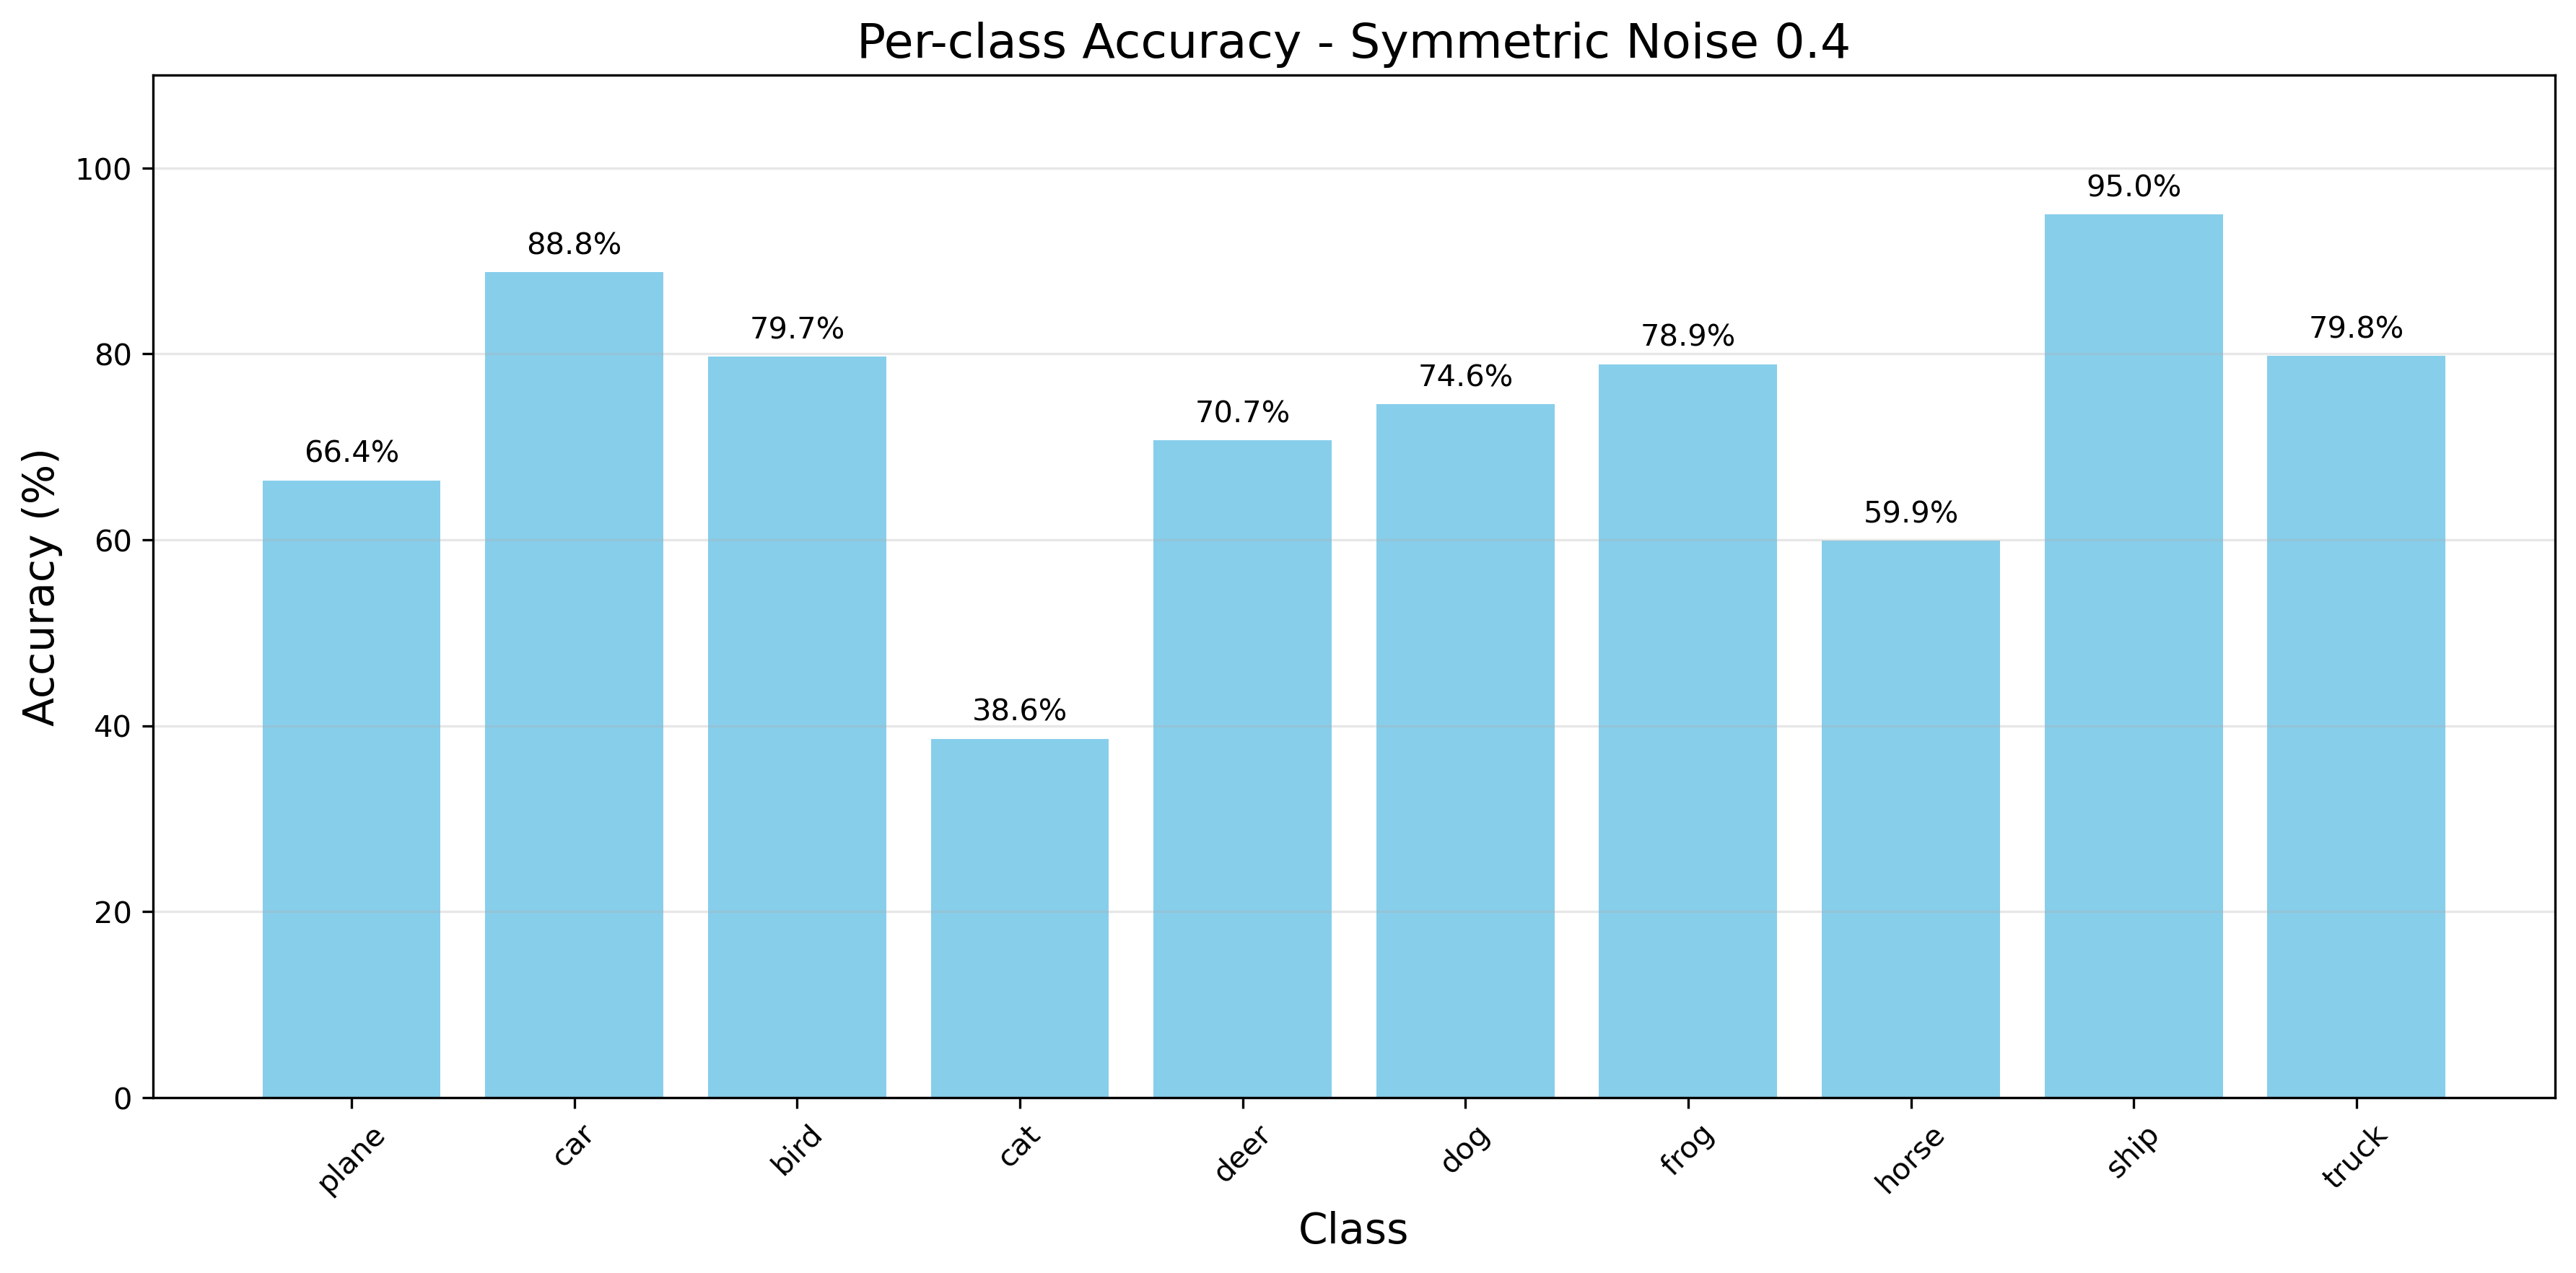 Per-class Accuracy - Symmetric Noise 0.4
Accuracy (%)
100
80
60
40
20
0
66.4%
88.8%
79.7%
38.6%
70.7%
74.6%
78.9%
59.9%
95.0%
79.8%
plane
car
bird
cat
deer
dog
frog
horse
ship
truck
Class